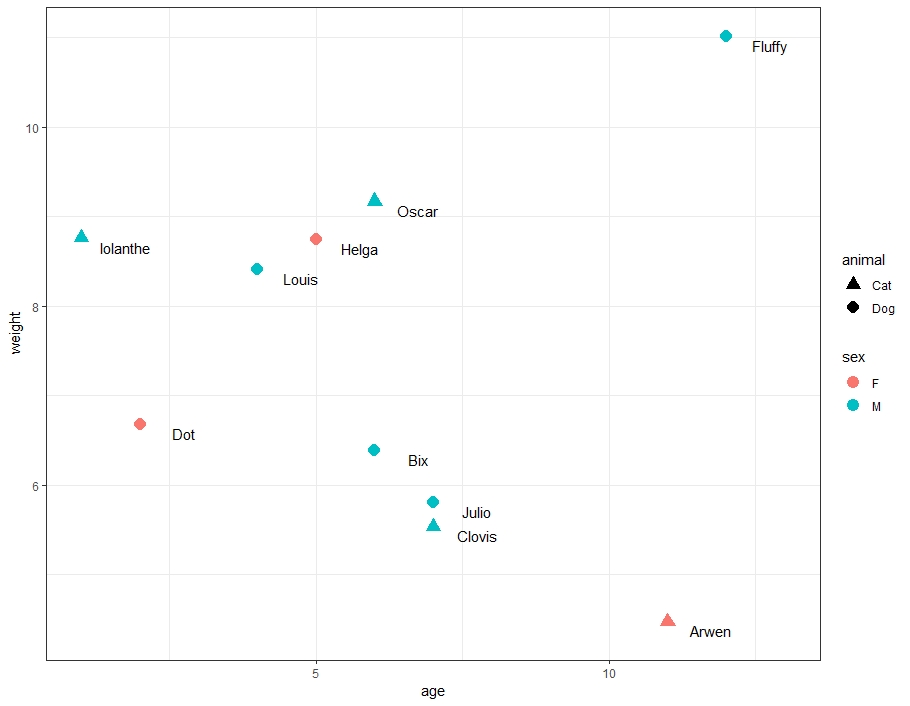 Fluffy
10
Oscar
Iolanthe
Helga
Louis
8
weight
Dot
Bix
6
Julio
Clovis
Arwen
5
10
age
animal
Cat
Dog
sex
F
M